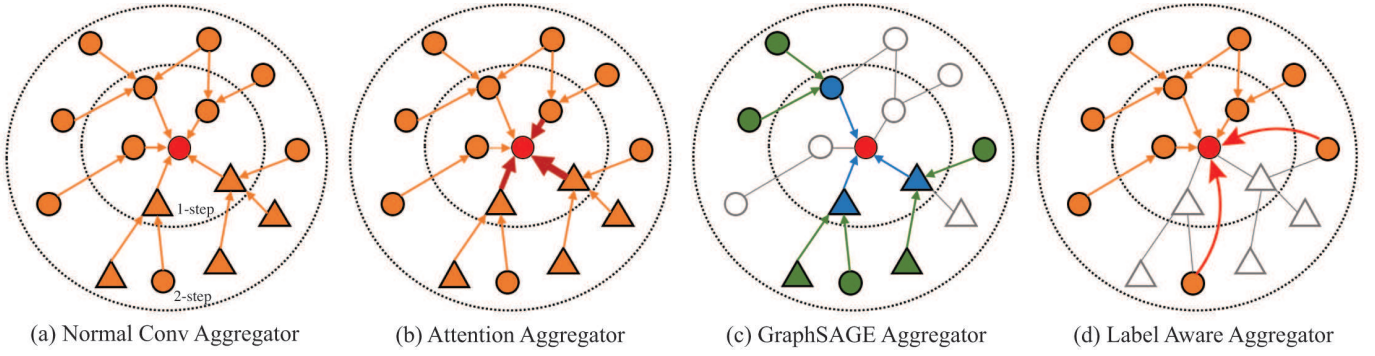 1-step
2-step
(a) Normal Conv Aggregator
(b) Attention Aggregator
(c) GraphSAGE Aggregator
(d) Label Aware Aggregator